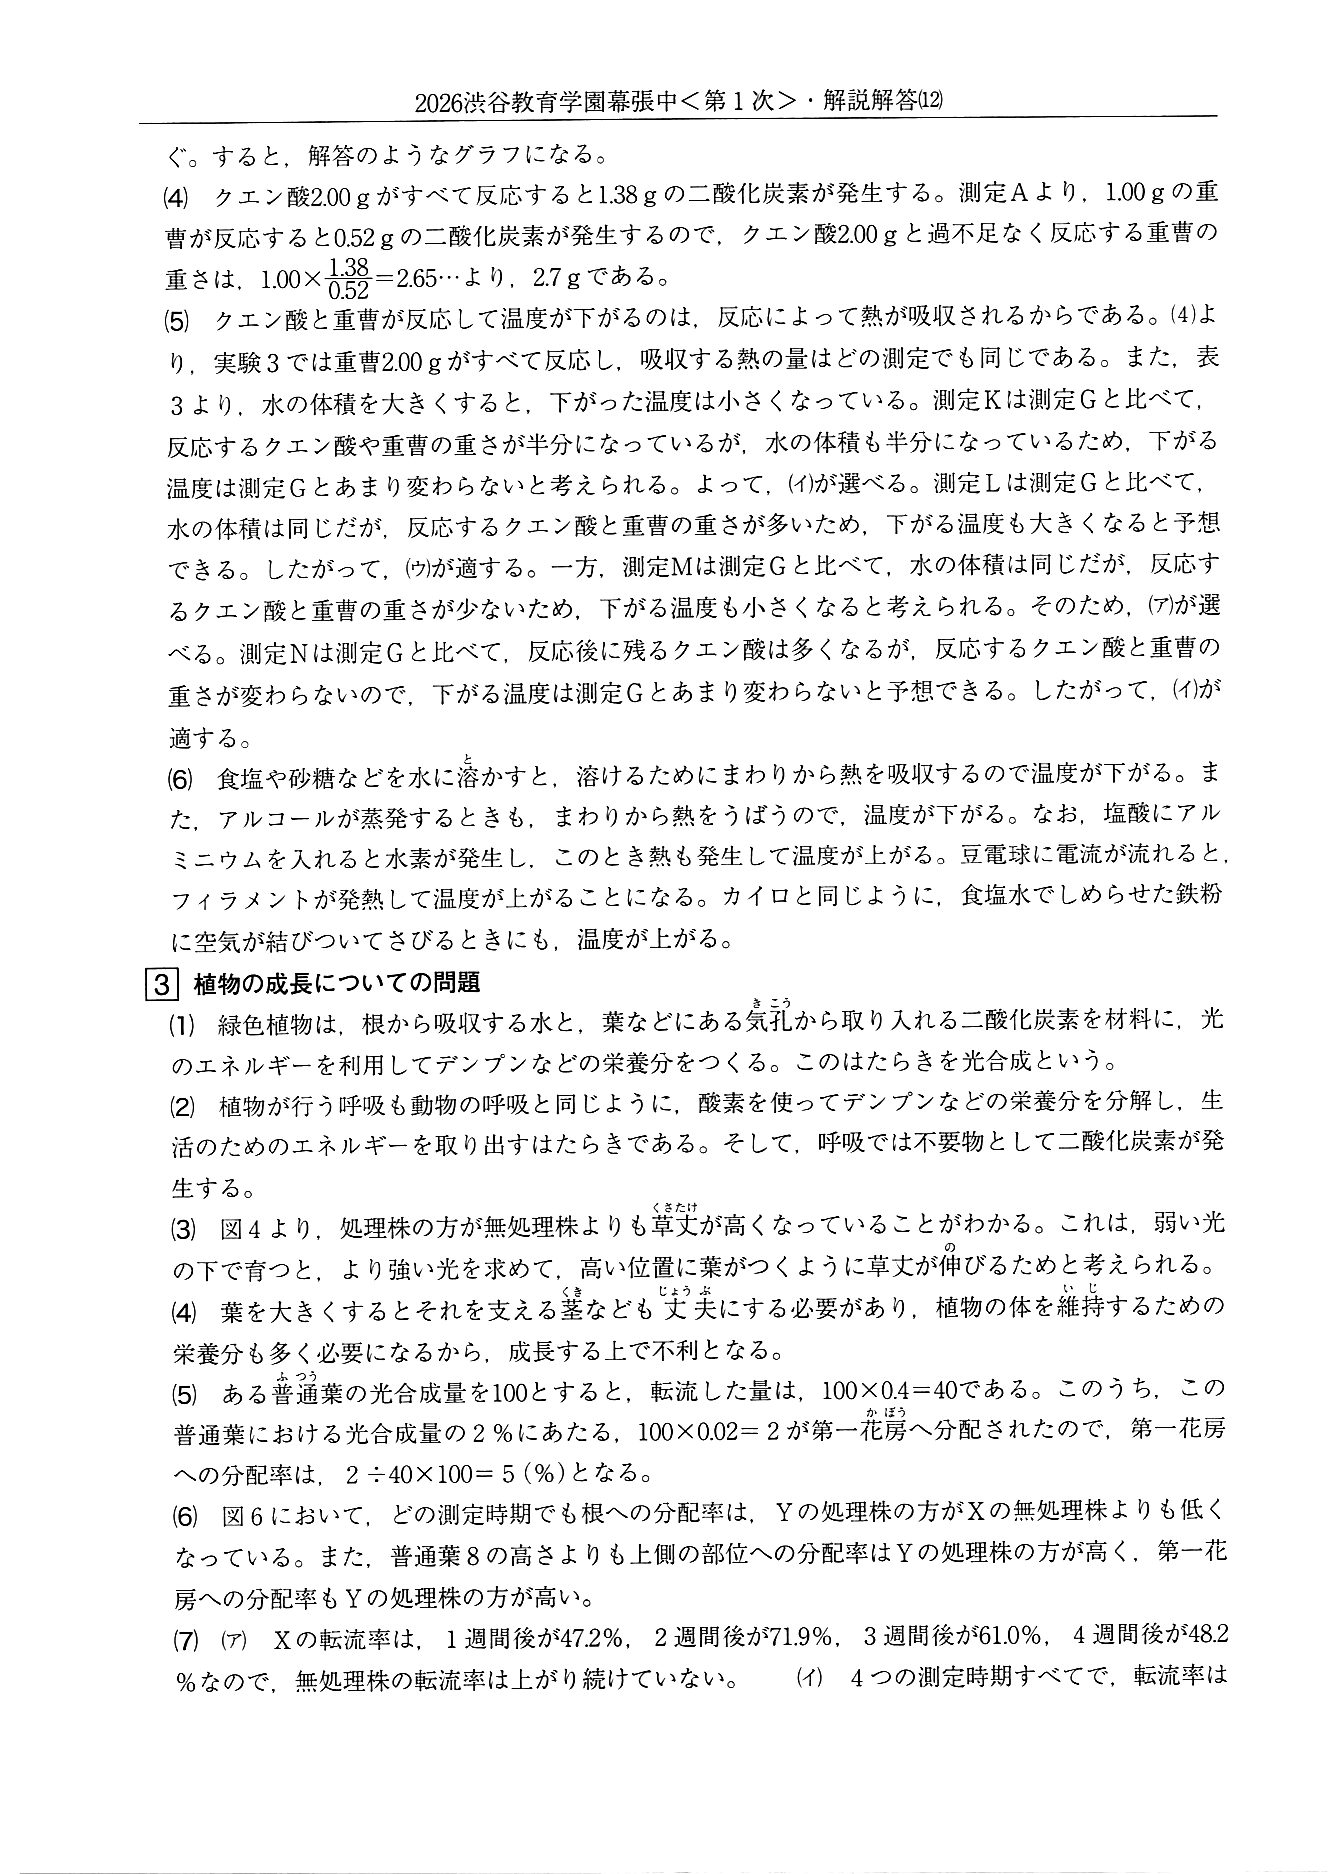 2026渋谷教育学園幕張中＜第１次＞・解説解答⑿
ぐ。すると，解答のようなグラフになる。
⑷　クエン酸2.00ｇがすべて反応すると1.38ｇの二酸化炭素が発生する。測定Ａより，1.00ｇの重
曹が反応すると0.52ｇの二酸化炭素が発生するので，クエン酸2.00ｇと過不足なく反応する重曹の
重さは，1.00×1.38/0.52＝2.65…より，2.7ｇである。
⑸　クエン酸と重曹が反応して温度が下がるのは，反応によって熱が吸収されるからである。⑷よ
り，実験３では重曹2.00ｇがすべて反応し，吸収する熱の量はどの測定でも同じである。また，表
３より，水の体積を大きくすると，下がった温度は小さくなっている。測定Ｋは測定Ｇと比べて，
反応するクエン酸や重曹の重さが半分になっているが，水の体積も半分になっているため，下がる
温度は測定Ｇとあまり変わらないと考えられる。よって，(イ)が選べる。測定Ｌは測定Ｇと比べて，
水の体積は同じだが，反応するクエン酸と重曹の重さが多いため，下がる温度も大きくなると予想
できる。したがって，(ウ)が適する。一方，測定Ｍは測定Ｇと比べて，水の体積は同じだが，反応す
るクエン酸と重曹の重さが少ないため，下がる温度も小さくなると考えられる。そのため，(ア)が選
べる。測定Ｎは測定Ｇと比べて，反応後に残るクエン酸は多くなるが，反応するクエン酸と重曹の
重さが変わらないので，下がる温度は測定Ｇとあまり変わらないと予想できる。したがって，(イ)が
適する。
と
⑹　食塩や砂糖などを水に溶かすと，溶けるためにまわりから熱を吸収するので温度が下がる。ま
た，アルコールが蒸発するときも，まわりから熱をうばうので，温度が下がる。なお，塩酸にアル
ミニウムを入れると水素が発生し，このとき熱も発生して温度が上がる。豆電球に電流が流れると，
フィラメントが発熱して温度が上がることになる。カイロと同じように，食塩水でしめらせた鉄粉
に空気が結びついてさびるときにも，温度が上がる。
3　植物の成長についての問題
き こう
⑴　緑色植物は，根から吸収する水と，葉などにある気孔から取り入れる二酸化炭素を材料に，光
のエネルギーを利用してデンプンなどの栄養分をつくる。このはたらきを光合成という。
⑵　植物が行う呼吸も動物の呼吸と同じように，酸素を使ってデンプンなどの栄養分を分解し，生
活のためのエネルギーを取り出すはたらきである。そして，呼吸では不要物として二酸化炭素が発
生する。
くさたけ
⑶　図４より，処理株の方が無処理株よりも草丈が高くなっていることがわかる。これは，弱い光
の
の下で育つと，より強い光を求めて，高い位置に葉がつくように草丈が伸びるためと考えられる。
くき　じょう ぶ　い じ
⑷　葉を大きくするとそれを支える茎なども丈夫にする必要があり，植物の体を維持するための
栄養分も多く必要になるから，成長する上で不利となる。
ふ つう
⑸　ある普通葉の光合成量を100とすると，転流した量は，100×0.4＝40である。このうち，この
か ぼう
普通葉における光合成量の２％にあたる，100×0.02＝２が第一花房へ分配されたので，第一花房
への分配率は，２÷40×100＝５(％)となる。
⑹　図６において，どの測定時期でも根への分配率は，Ｙの処理株の方がＸの無処理株よりも低く
なっている。また，普通葉８の高さよりも上側の部位への分配率はＹの処理株の方が高く，第一花
房への分配率もＹの処理株の方が高い。
⑺　(ア)　Ｘの転流率は，１週間後が47.2％，２週間後が71.9％，３週間後が61.0％，４週間後が48.2
％なので，無処理株の転流率は上がり続けていない。　(イ)　４つの測定時期すべてで，転流率は